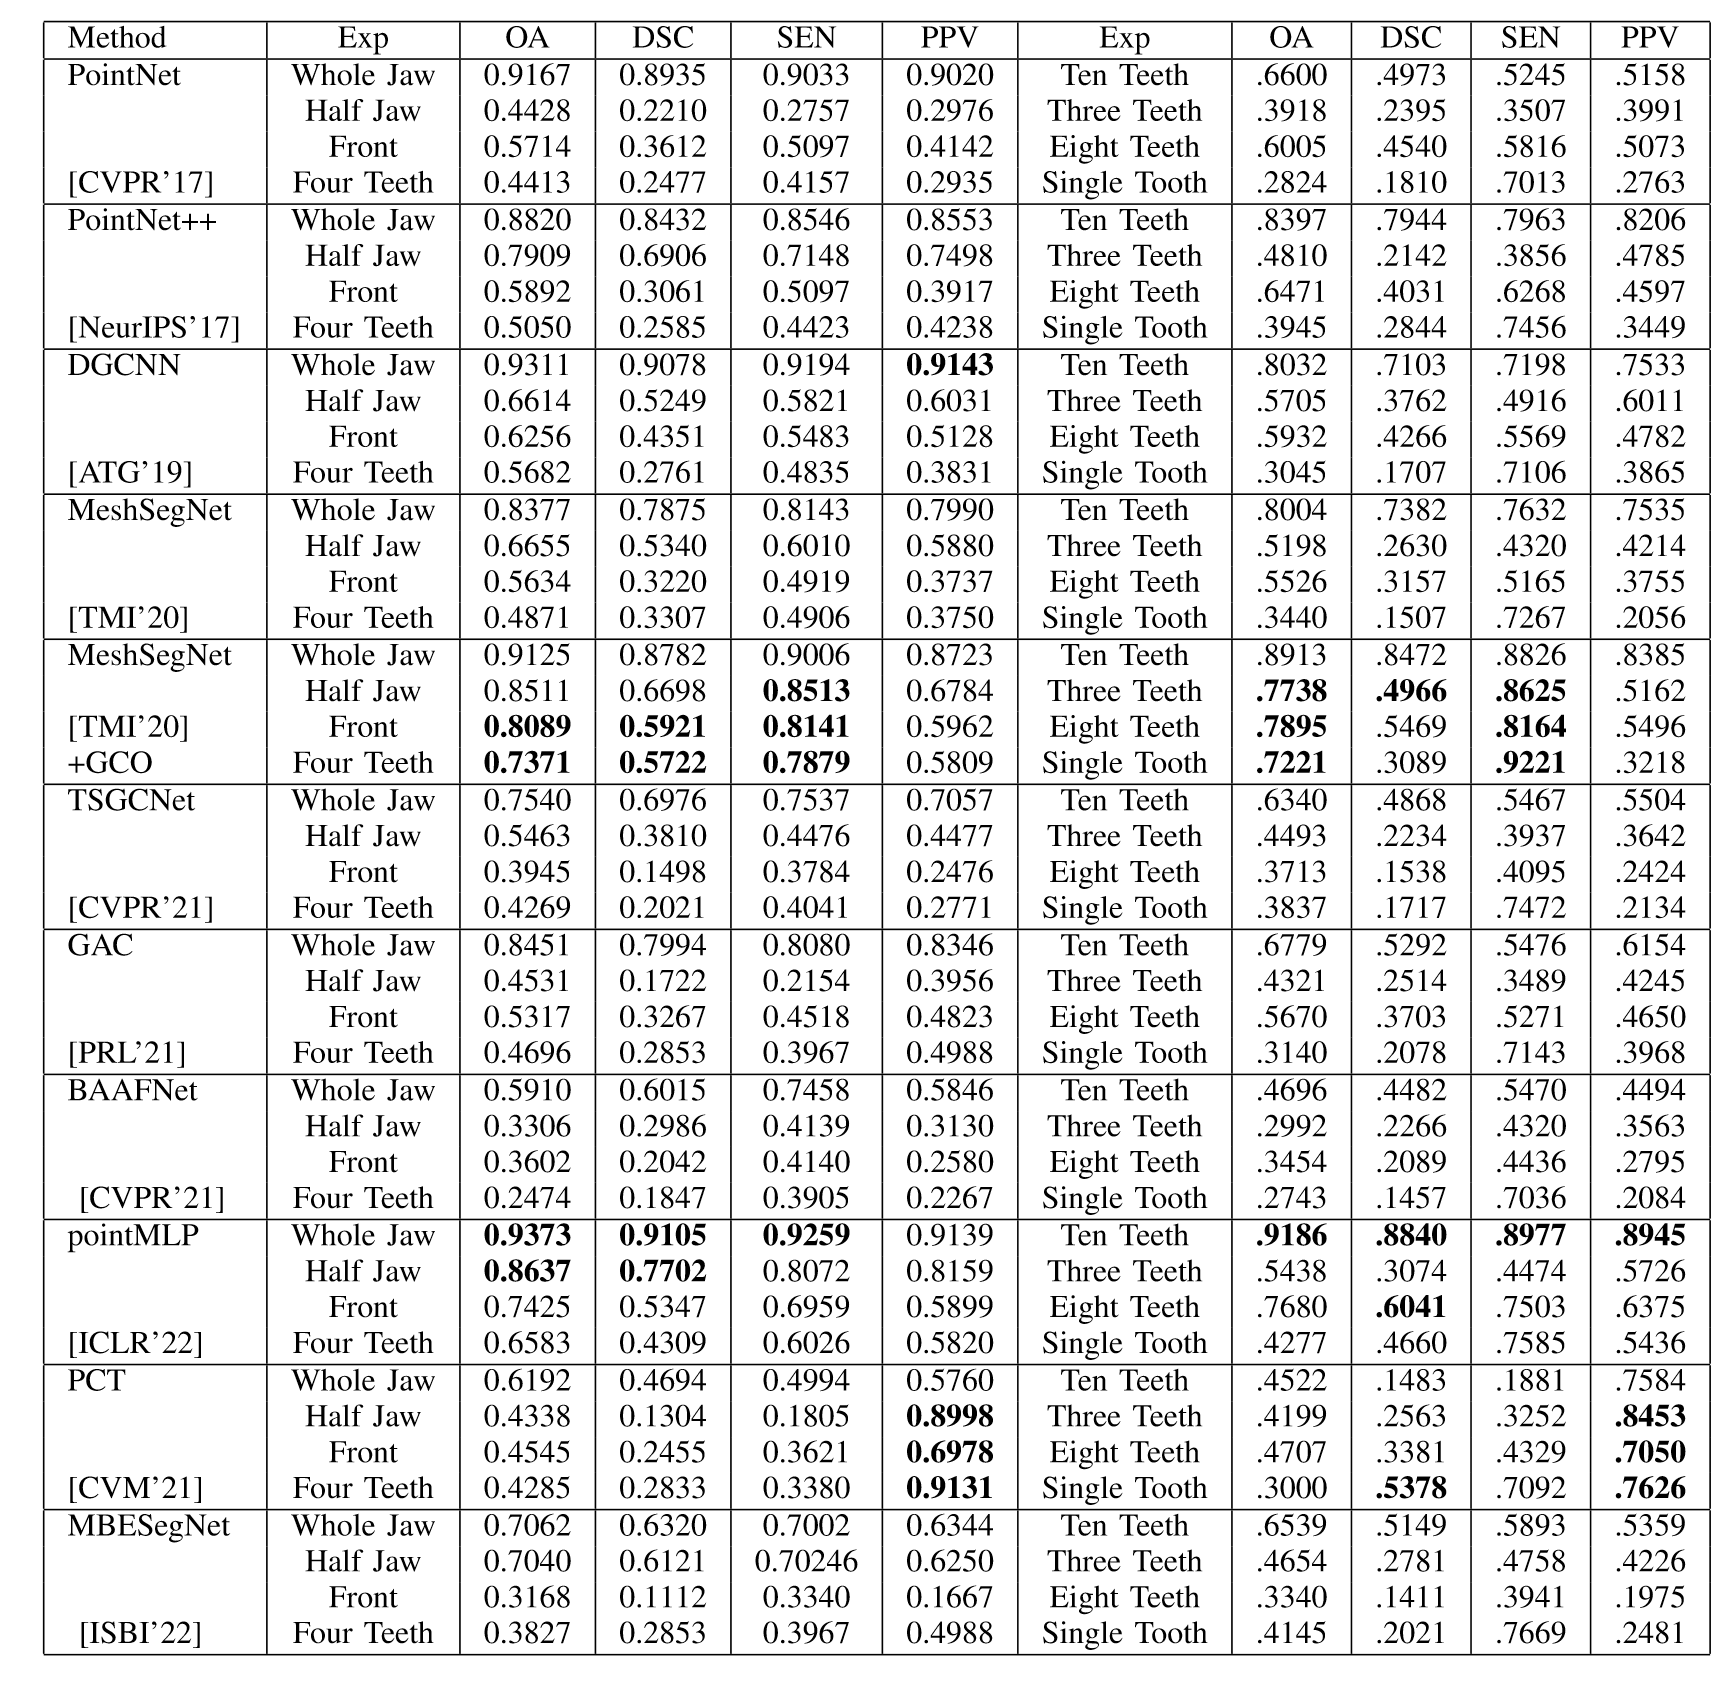 Method Exp OA DSC SEN PPV Exp OA DSC SEN PPV
PointNet Whole Jaw 0.9167 0.8935 0.9033 0.9020 Ten Teeth .6600 .4973 .5245 .5158
Half Jaw 0.4428 0.2210 0.2757 0.2976 Three Teeth .3918 .2395 .3507 .3991
Front 0.5714 0.3612 0.5097 0.4142 Eight Teeth .6005 .4540 .5816 .5073
[CVPR’17] Four Teeth 0.4413 0.2477 0.4157 0.2935 Single Tooth .2824 .1810 .7013 .2763
PointNet++ Whole Jaw 0.8820 0.8432 0.8546 0.8553 Ten Teeth .8397 .7944 .7963 .8206
Half Jaw 0.7909 0.6906 0.7148 0.7498 Three Teeth .4810 .2142 .3856 .4785
Front 0.5892 0.3061 0.5097 0.3917 Eight Teeth .6471 .4031 .6268 .4597
[NeurIPS’17] Four Teeth 0.5050 0.2585 0.4423 0.4238 Single Tooth .3945 .2844 .7456 .3449
DGCNN Whole Jaw 0.9311 0.9078 0.9194 0.9143 Ten Teeth .8032 .7103 .7198 .7533
Half Jaw 0.6614 0.5249 0.5821 0.6031 Three Teeth .5705 .3762 .4916 .6011
Front 0.6256 0.4351 0.5483 0.5128 Eight Teeth .5932 .4266 .5569 .4782
[ATG’19] Four Teeth 0.5682 0.2761 0.4835 0.3831 Single Tooth .3045 .1707 .7106 .3865
MeshSegNet Whole Jaw 0.8377 0.7875 0.8143 0.7990 Ten Teeth .8004 .7382 .7632 .7535
Half Jaw 0.6655 0.5340 0.6010 0.5880 Three Teeth .5198 .2630 .4320 .4214
Front 0.5634 0.3220 0.4919 0.3737 Eight Teeth .5526 .3157 .5165 .3755
[TMI’20] Four Teeth 0.4871 0.3307 0.4906 0.3750 Single Tooth .3440 .1507 .7267 .2056
MeshSegNet Whole Jaw 0.9125 0.8782 0.9006 0.8723 Ten Teeth .8913 .8472 .8826 .8385
Half Jaw 0.8511 0.6698 0.8513 0.6784 Three Teeth .7738 .4966 .8625 .5162
[TMI’20] Front 0.8089 0.5921 0.8141 0.5962 Eight Teeth .7895 .5469 .8164 .5496
+GCO Four Teeth 0.7371 0.5722 0.7879 0.5809 Single Tooth .7221 .3089 .9221 .3218
TSGCNet Whole Jaw 0.7540 0.6976 0.7537 0.7057 Ten Teeth .6340 .4868 .5467 .5504
Half Jaw 0.5463 0.3810 0.4476 0.4477 Three Teeth .4493 .2234 .3937 .3642
Front 0.3945 0.1498 0.3784 0.2476 Eight Teeth .3713 .1538 .4095 .2424
[CVPR’21] Four Teeth 0.4269 0.2021 0.4041 0.2771 Single Tooth .3837 .1717 .7472 .2134
GAC Whole Jaw 0.8451 0.7994 0.8080 0.8346 Ten Teeth .6779 .5292 .5476 .6154
Half Jaw 0.4531 0.1722 0.2154 0.3956 Three Teeth .4321 .2514 .3489 .4245
Front 0.5317 0.3267 0.4518 0.4823 Eight Teeth .5670 .3703 .5271 .4650
[PRL’21] Four Teeth 0.4696 0.2853 0.3967 0.4988 Single Tooth .3140 .2078 .7143 .3968
BAAFNet Whole Jaw 0.5910 0.6015 0.7458 0.5846 Ten Teeth .4696 .4482 .5470 .4494
Half Jaw 0.3306 0.2986 0.4139 0.3130 Three Teeth .2992 .2266 .4320 .3563
Front 0.3602 0.2042 0.4140 0.2580 Eight Teeth .3454 .2089 .4436 .2795
[CVPR’21] Four Teeth 0.2474 0.1847 0.3905 0.2267 Single Tooth .2743 .1457 .7036 .2084
pointMLP Whole Jaw 0.9373 0.9105 0.9259 0.9139 Ten Teeth .9186 .8840 .8977 .8945
Half Jaw 0.8637 0.7702 0.8072 0.8159 Three Teeth .5438 .3074 .4474 .5726
Front 0.7425 0.5347 0.6959 0.5899 Eight Teeth .7680 .6041 .7503 .6375
[ICLR’22] Four Teeth 0.6583 0.4309 0.6026 0.5820 Single Tooth .4277 .4660 .7585 .5436
PCT Whole Jaw 0.6192 0.4694 0.4994 0.5760 Ten Teeth .4522 .1483 .1881 .7584
Half Jaw 0.4338 0.1304 0.1805 0.8998 Three Teeth .4199 .2563 .3252 .8453
Front 0.4545 0.2455 0.3621 0.6978 Eight Teeth .4707 .3381 .4329 .7050
[CVM’21] Four Teeth 0.4285 0.2833 0.3380 0.9131 Single Tooth .3000 .5378 .7092 .7626
MBESegNet Whole Jaw 0.7062 0.6320 0.7002 0.6344 Ten Teeth .6539 .5149 .5893 .5359
Half Jaw 0.7040 0.6121 0.70246 0.6250 Three Teeth .4654 .2781 .4758 .4226
Front 0.3168 0.1112 0.3340 0.1667 Eight Teeth .3340 .1411 .3941 .1975
[ISBI’22] Four Teeth 0.3827 0.2853 0.3967 0.4988 Single Tooth .4145 .2021 .7669 .2481